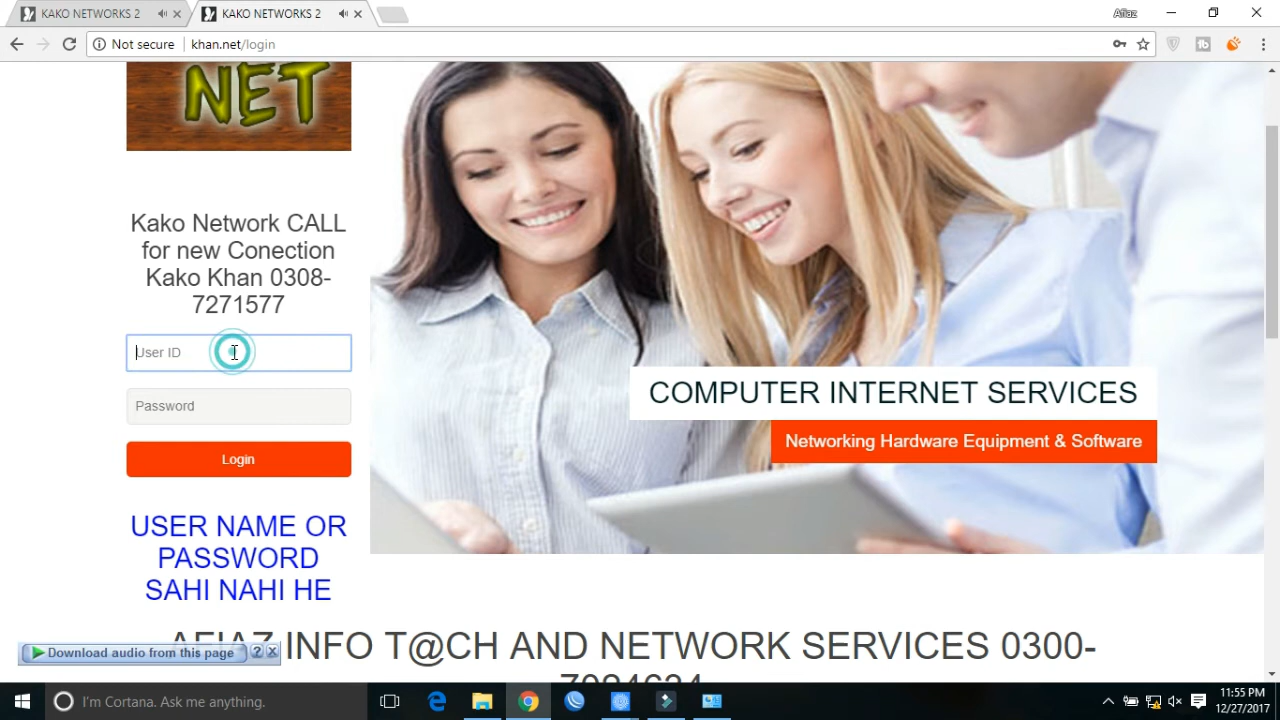 KAKO NETWORKS 2
KAKO NETWORKS 2
Afiaz
Not secure
khan.net/login
NET
Kako Network CALL
for new Conection
Kako Khan 0308-
7271577
User ID
Password
Login
USER NAME OR
PASSWORD
SAHI NAHI HE
COMPUTER INTERNET SERVICES
Networking Hardware Equipment & Software
AFIAZ INFO T@CH AND NETWORK SERVICES 0300-
Download audio from this page
I'm Cortana. Ask me anything.
11:55 PM
12/27/2017